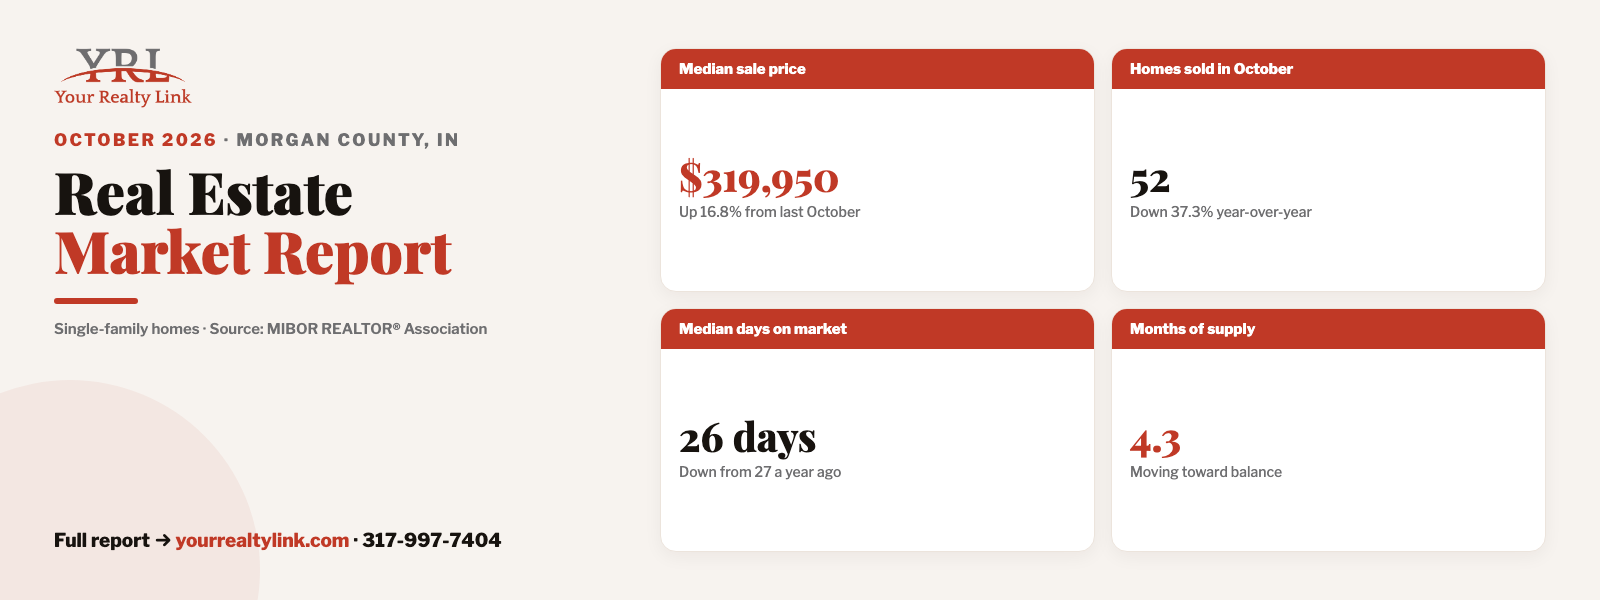 YRL
Your Realty Link
OCTOBER 2026 · MORGAN COUNTY, IN
Real Estate
Market Report
Single-family homes · Source: MIBOR REALTOR® Association
Full report → yourrealtylink.com · 317-997-7404
Median sale price
$319,950
Up 16.8% from last October
Homes sold in October
52
Down 37.3% year-over-year
Median days on market
26 days
Down from 27 a year ago
Months of supply
4.3
Moving toward balance